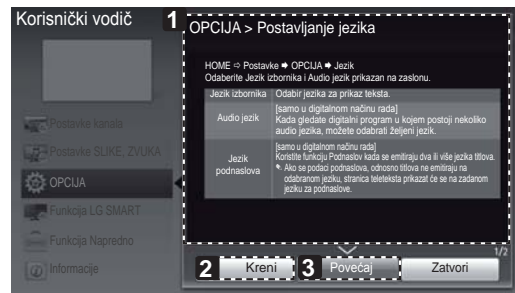 Korisnički vodič
1
OPCIJA > Postavljanje jezika
HOME ⇨ Postavke ➡ OPCIJA ➡ Jezik
Odaberite Jezik izbornika i Audio jezik prikazan na zaslonu.
Jezik izbornika Odabir jezika za prikaz teksta.
Audio jezik
[samo u digitalnom načinu rada]
Kada gledate digitalni program u kojem postoji nekoliko
audio jezika, možete odabrati željeni jezik.
Jezik
podnaslova
[samo u digitalnom načinu rada]
Koristite funkciju Podnaslov kada se emitiraju dva ili više jezika titlova.
Ako se podaci podnaslova, odnosno titlova ne emitiraju na
odabranom jeziku, stranica teleteksta prikazat će se na zadanom
jeziku za podnaslove.
Postavke kanala
Postavke SLIKE, ZVUKA
OPCIJA
Funkcija LG SMART
Funkcija Napredno
Informacije
1/2
2 Kreni 3 Povećaj Zatvori